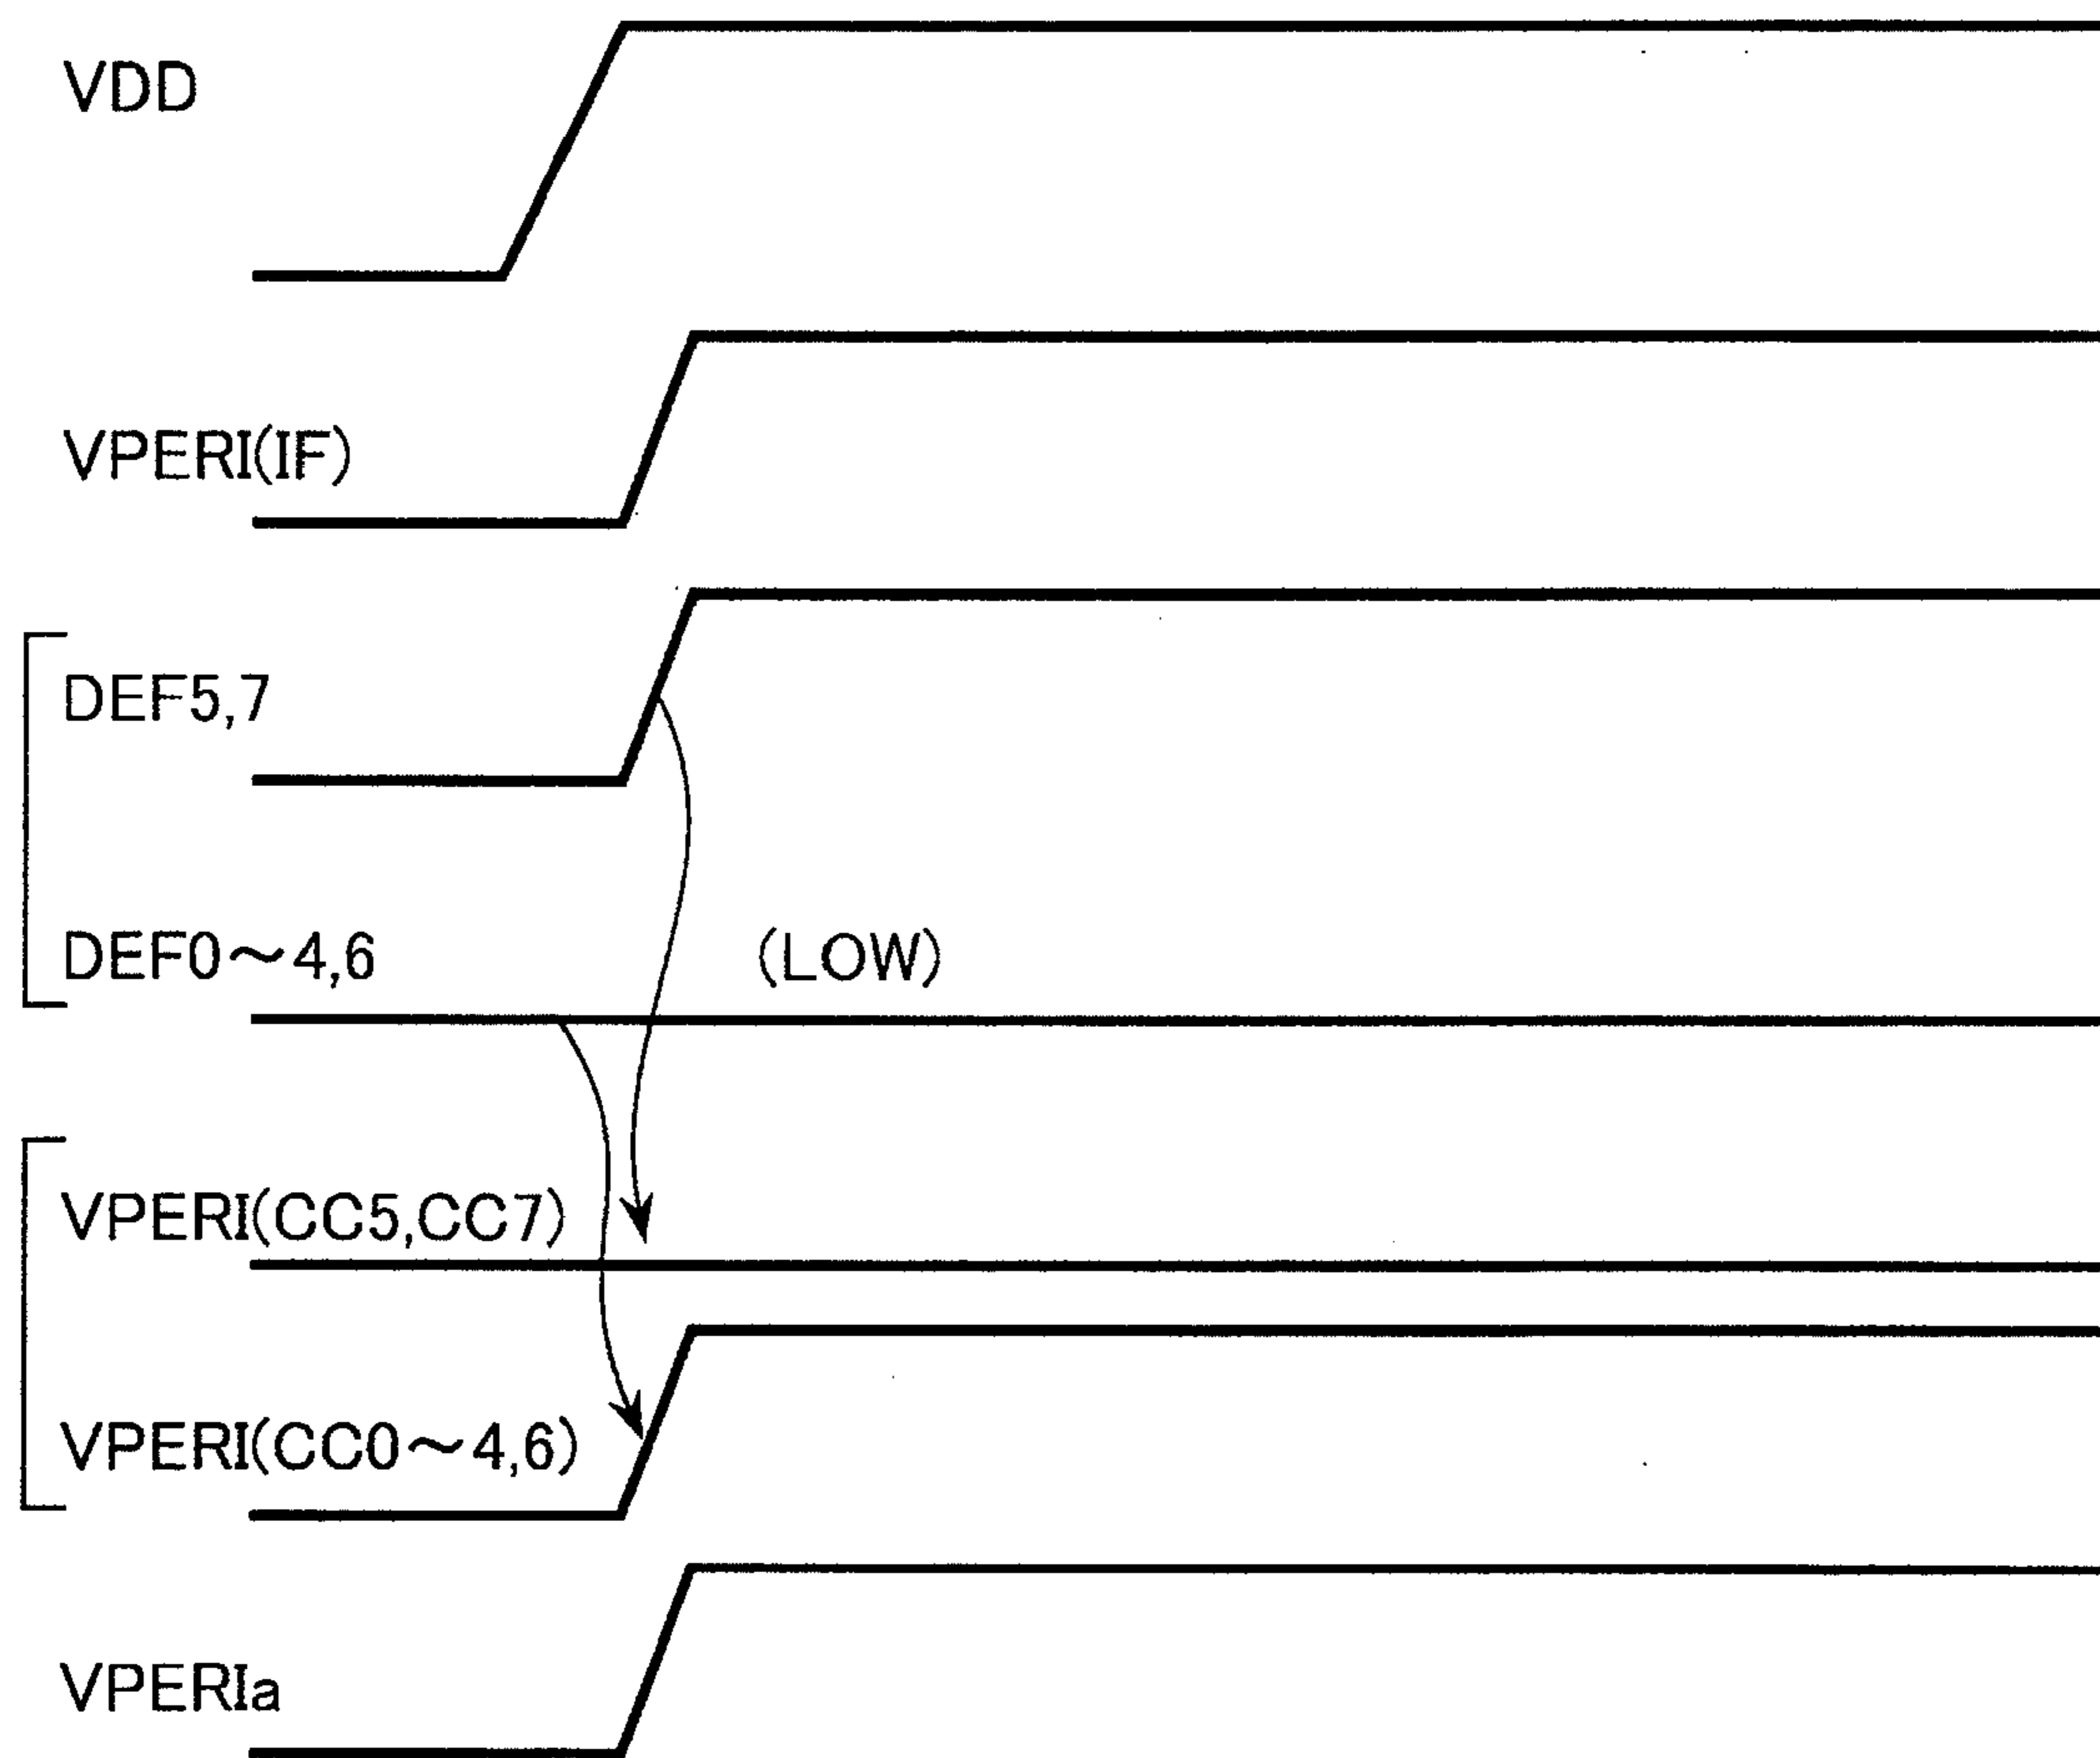 VDD
VPERI(IF)
DEF5,7
DEF0～4,6
(LOW)
VPERI(CC5,CC7)
VPERI(CC0～4,6)
VPERIa